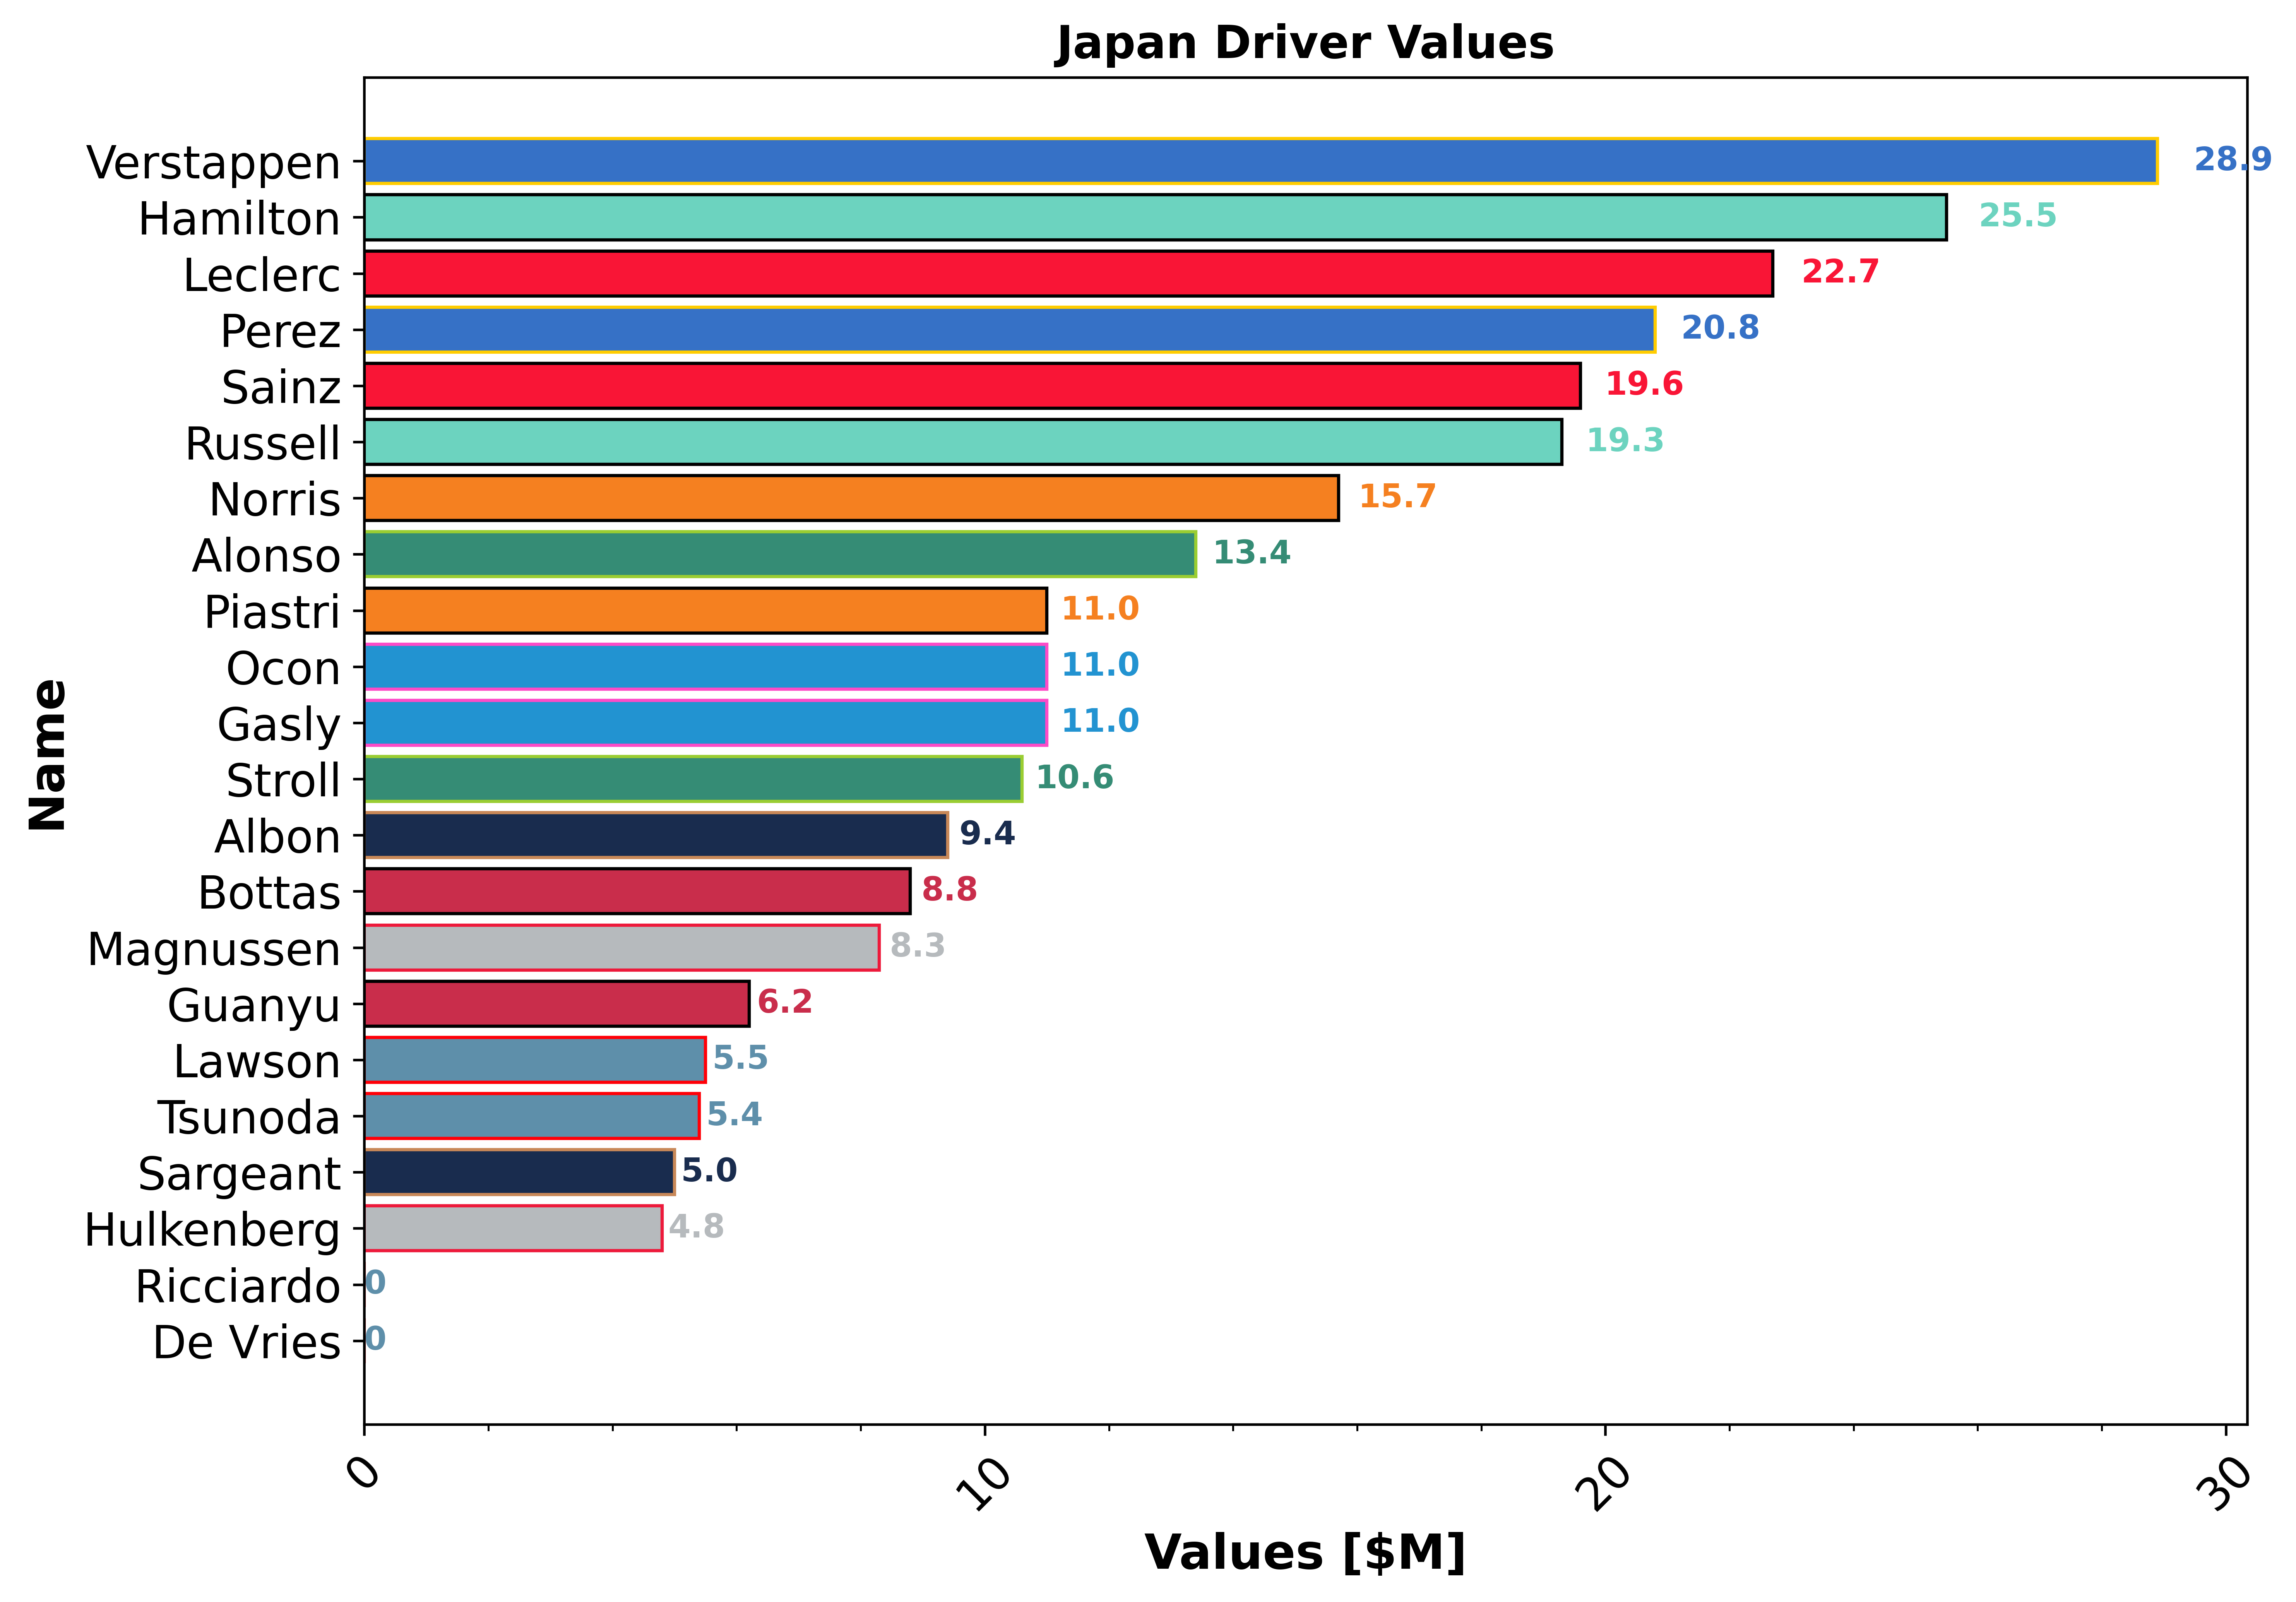 Japan Driver Values
Verstappen 28.9
Hamilton 25.5
Leclerc 22.7
Perez 20.8
Sainz 19.6
Russell 19.3
Norris 15.7
Alonso 13.4
Piastri 11.0
Ocon 11.0
Gasly 11.0
Stroll 10.6
Albon 9.4
Bottas 8.8
Magnussen 8.3
Guanyu 6.2
Lawson 5.5
Tsunoda 5.4
Sargeant 5.0
Hulkenberg 4.8
Ricciardo 0
De Vries 0
Name
0 10 20 30
Values [$M]